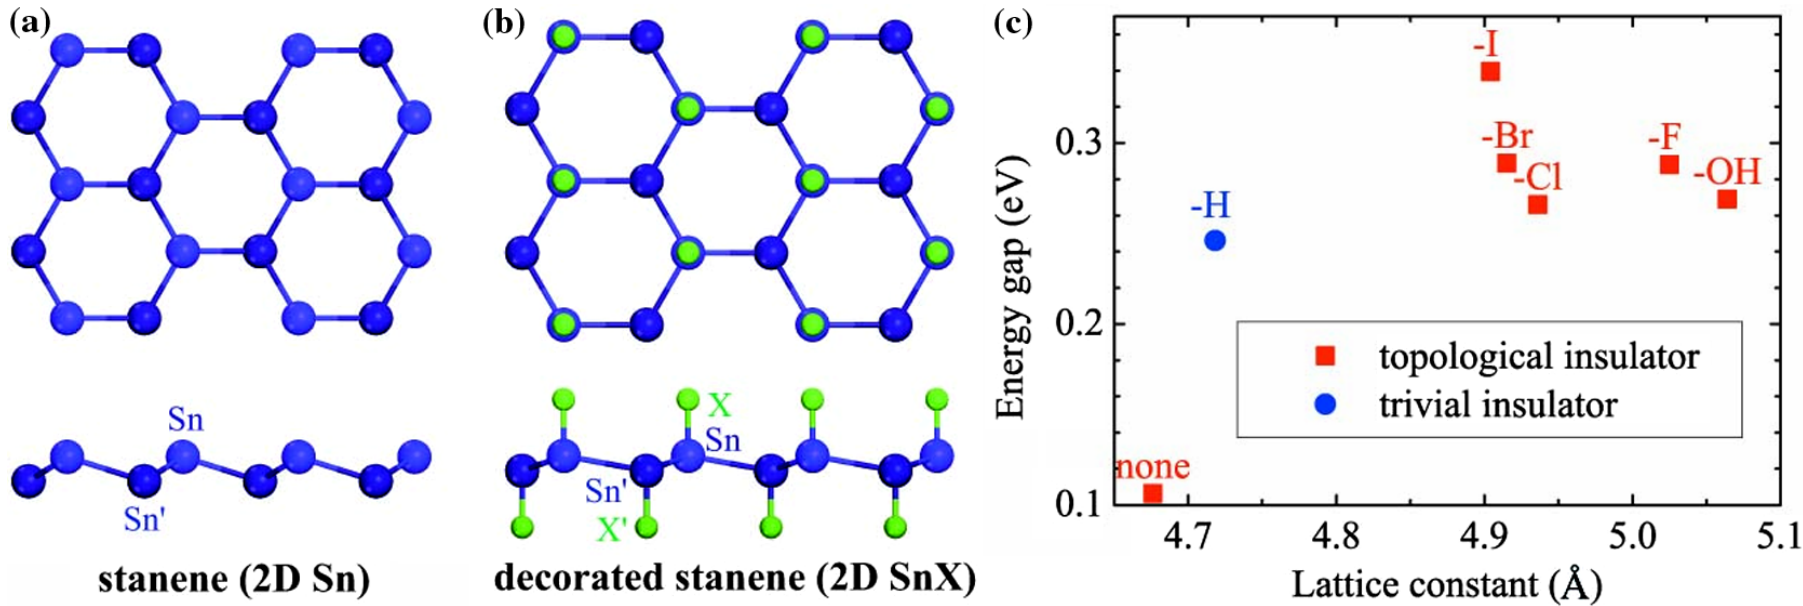 (a)
Sn
Sn'
stanene (2D Sn)
(b)
X
Sn
Sn'
X'
decorated stanene (2D SnX)
(c)
Energy gap (eV)
0.3
0.2
0.1
-I
-Br
-Cl
-F
-OH
-H
none
topological insulator
trivial insulator
4.7 4.8 4.9 5.0 5.1
Lattice constant (Å)